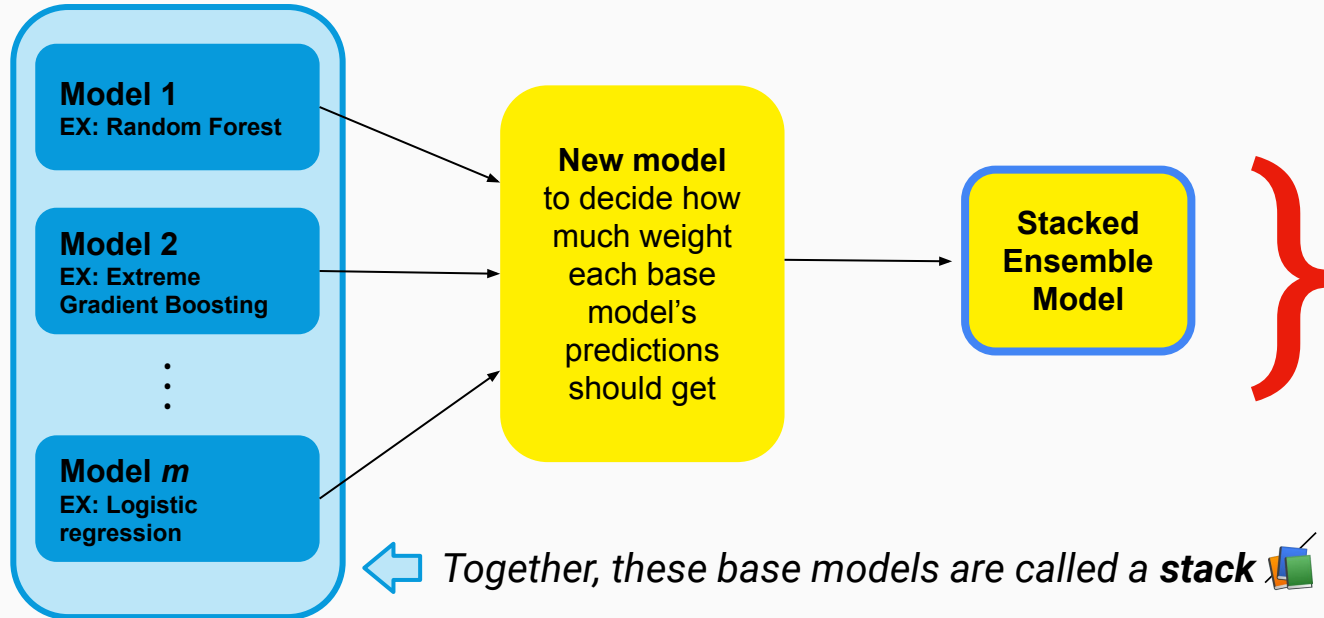 Model 1
EX: Random Forest
Model 2
EX: Extreme
Gradient Boosting
Model m
EX: Logistic
regression
New model
to decide how
much weight
each base
model’s
predictions
should get
Stacked
Ensemble
Model
}
Together, these base models are called a stack